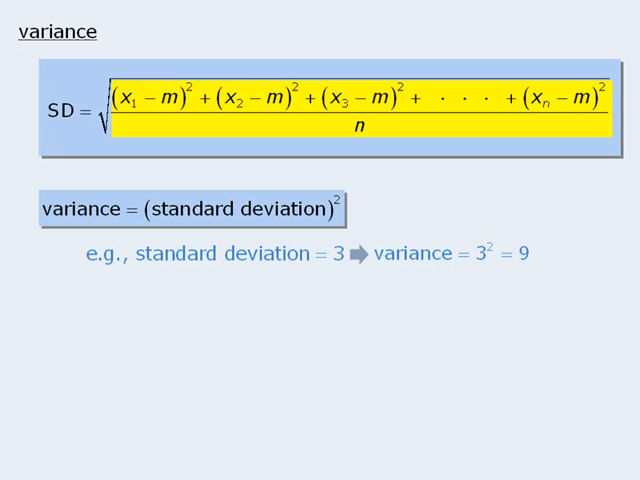 variance
SD = √((x₁ − m)² + (x₂ − m)² + (x₃ − m)² + · · · + (xₙ − m)² / n)
variance = (standard deviation)²
e.g., standard deviation = 3 ➡ variance = 3² = 9